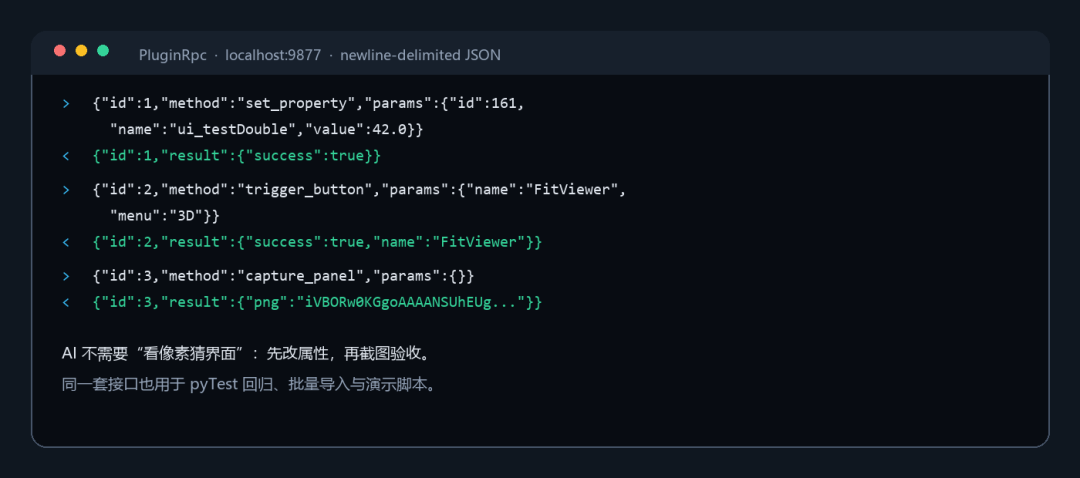 PluginRpc · localhost:9877 · newline-delimited JSON
> {"id":1,"method":"set_property","params":{"id":161,
"name":"ui_testDouble","value":42.0}}
< {"id":1,"result":{"success":true}}
> {"id":2,"method":"trigger_button","params":{"name":"FitViewer",
"menu":"3D"}}
< {"id":2,"result":{"success":true,"name":"FitViewer"}}
> {"id":3,"method":"capture_panel","params":{}}
< {"id":3,"result":{"png":"iVBORw0KGgoAAAANSUhEUg..."}}
AI 不需要“看像素猜界面”：先改属性，再截图验收。
同一套接口也用于 pyTest 回归、批量导入与演示脚本。